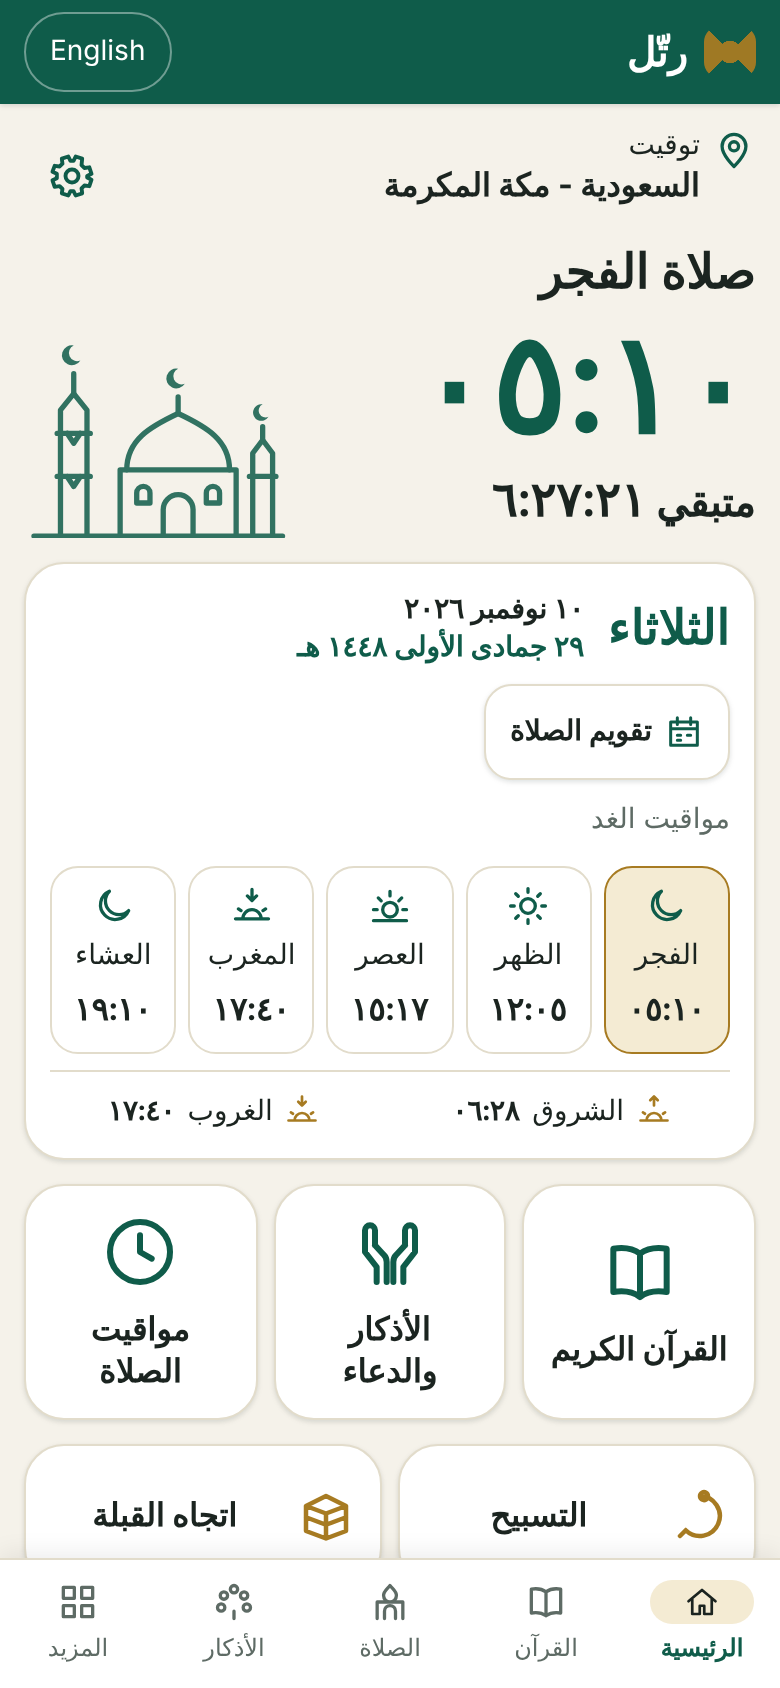 رتّل
English
توقيت
السعودية - مكة المكرمة
صلاة الفجر
٠٥:١٠
متبقي ٦:٢٧:٢١
الثلاثاء
١٠ نوفمبر ٢٠٢٦
٢٩ جمادى الأولى ١٤٤٨ هـ
تقويم الصلاة
مواقيت الغد
الفجر
٠٥:١٠
الظهر
١٢:٠٥
العصر
١٥:١٧
المغرب
١٧:٤٠
العشاء
١٩:١٠
الشروق ٠٦:٢٨
الغروب ١٧:٤٠
القرآن الكريم
الأذكار
والدعاء
مواقيت
الصلاة
التسبيح
اتجاه القبلة
الرئيسية
القرآن
الصلاة
الأذكار
المزيد